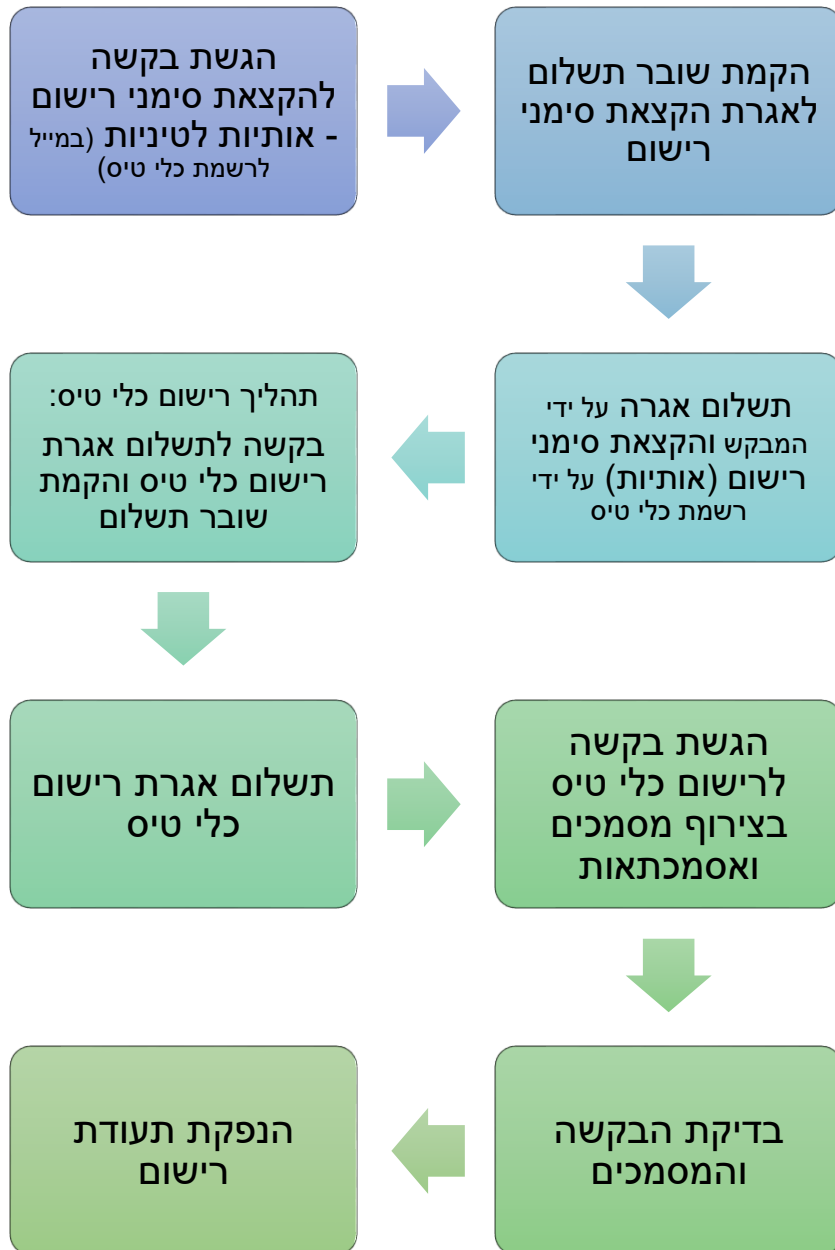 הגשת בקשה
להקצאת סימני רישום
- אותיות לטיניות (במייל
לרשמת כלי טיס)
הקמת שובר תשלום
לאגרת הקצאת סימני
רישום
תשלום אגרה על ידי
המבקש והקצאת סימני
רישום (אותיות) על ידי
רשמת כלי טיס
תהליך רישום כלי טיס:
בקשה לתשלום אגרת
רישום כלי טיס והקמת
שובר תשלום
תשלום אגרת רישום
כלי טיס
הגשת בקשה
לרישום כלי טיס
בצירוף מסמכים
ואסמכתאות
בדיקת הבקשה
והמסמכים
הנפקת תעודת
רישום